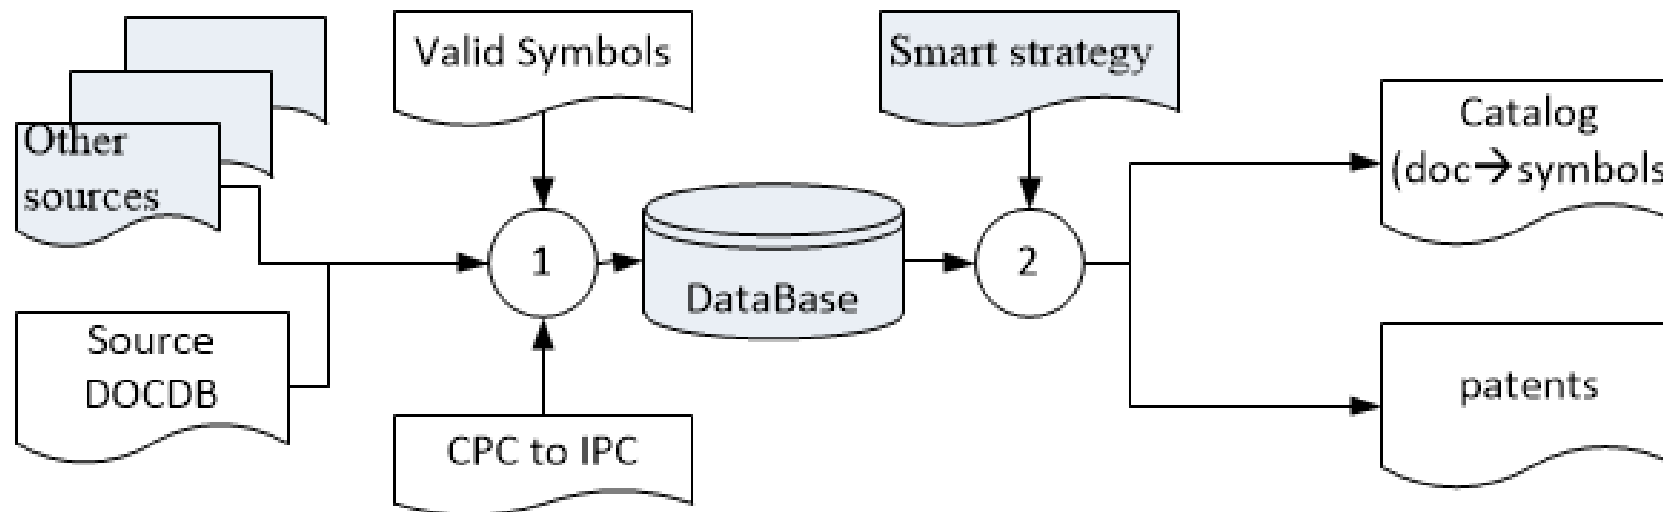 Other
sources
Source
DOCDB
Valid Symbols
1
CPC to IPC
DataBase
Smart strategy
2
Catalog
(doc→symbols
patents